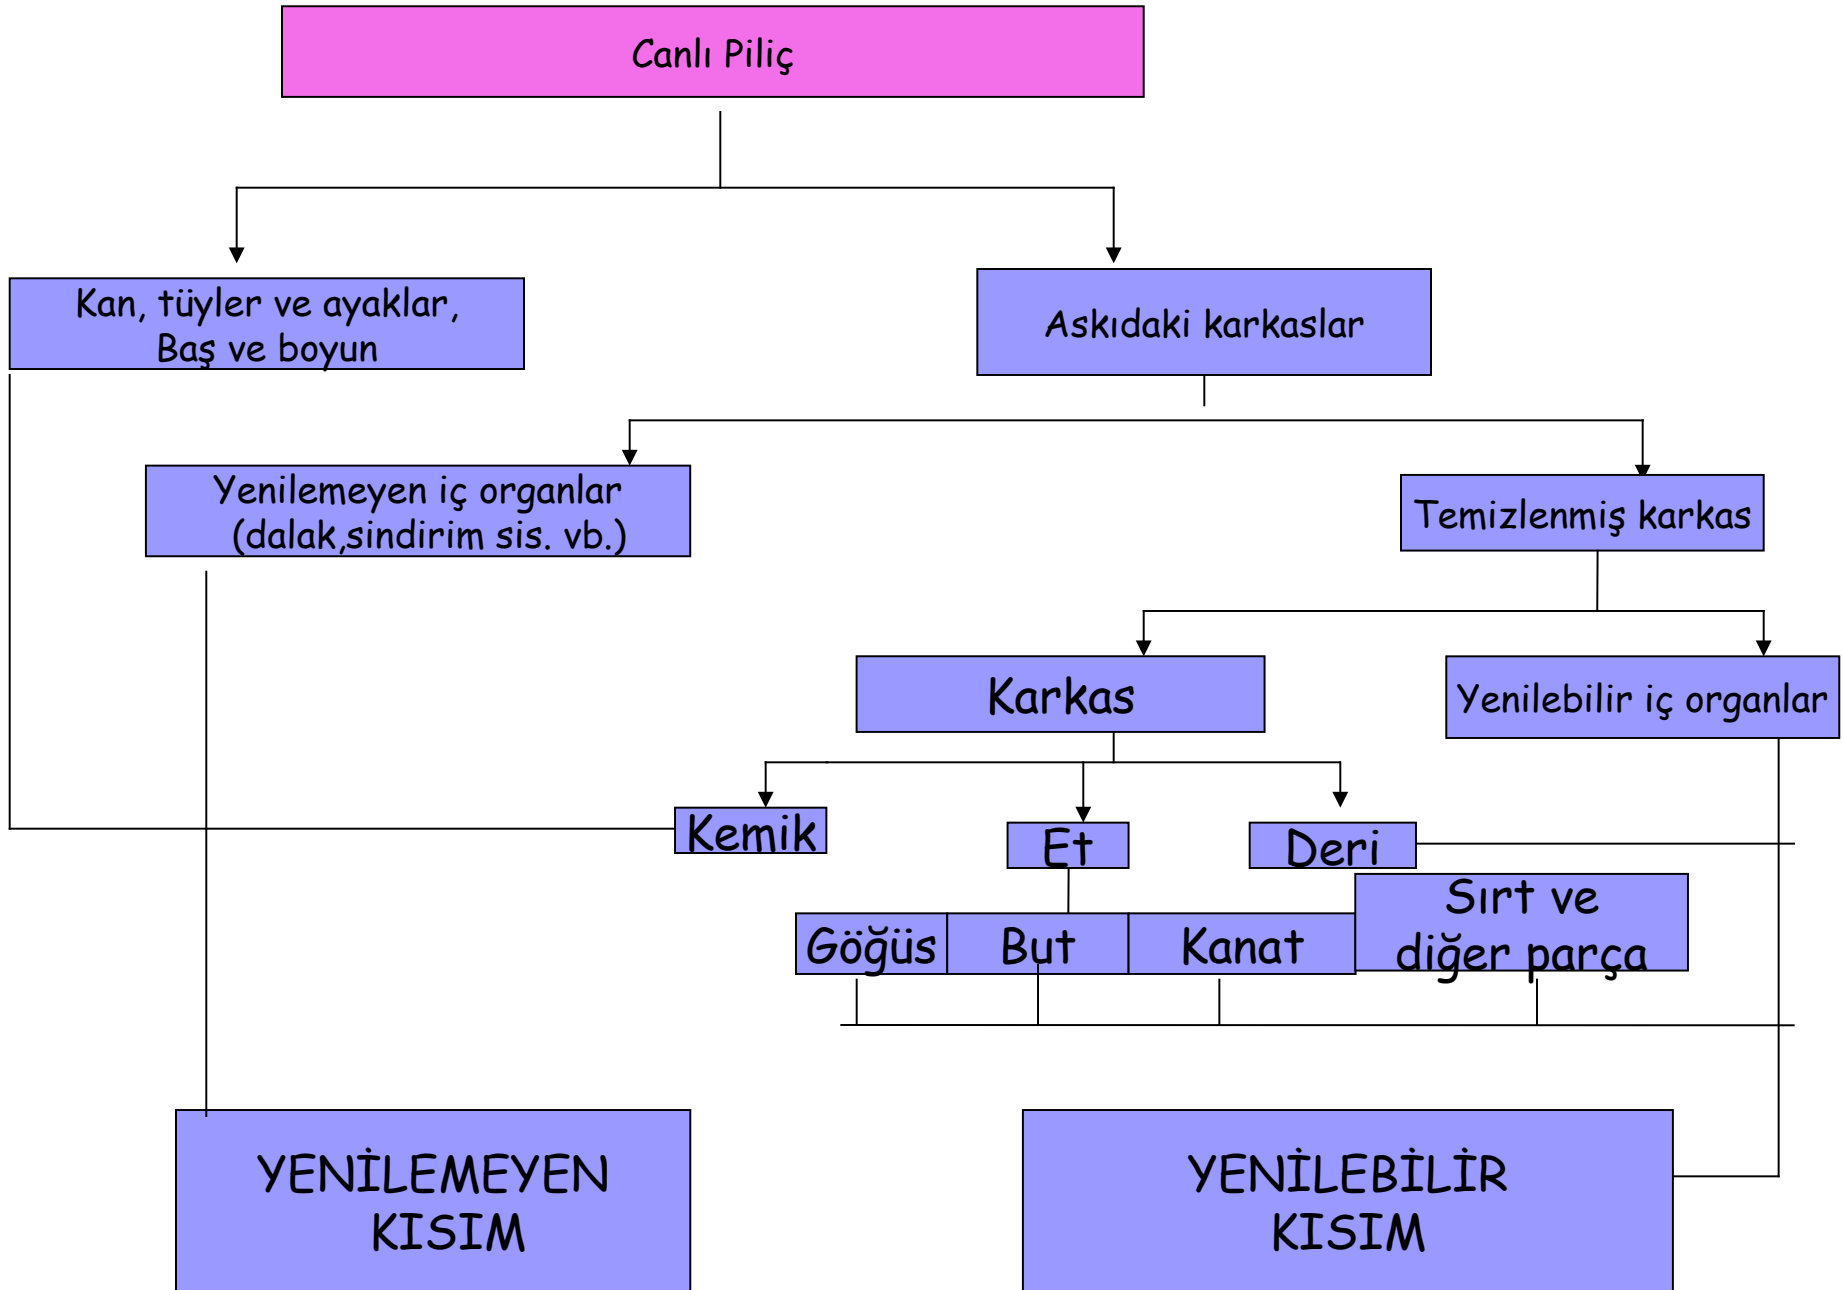 Canlı Piliç
Kan, tüyler ve ayaklar,
Baş ve boyun
Askıdaki karkaslar
Yenilemeyen iç organlar
(dalak,sindirim sis. vb.)
Temizlenmiş karkas
Karkas
Yenilebilir iç organlar
Kemik
Et
Deri
Göğüs
But
Kanat
Sırt ve
diğer parça
YENİLEMEYEN
KISIM
YENİLEBİLİR
KISIM